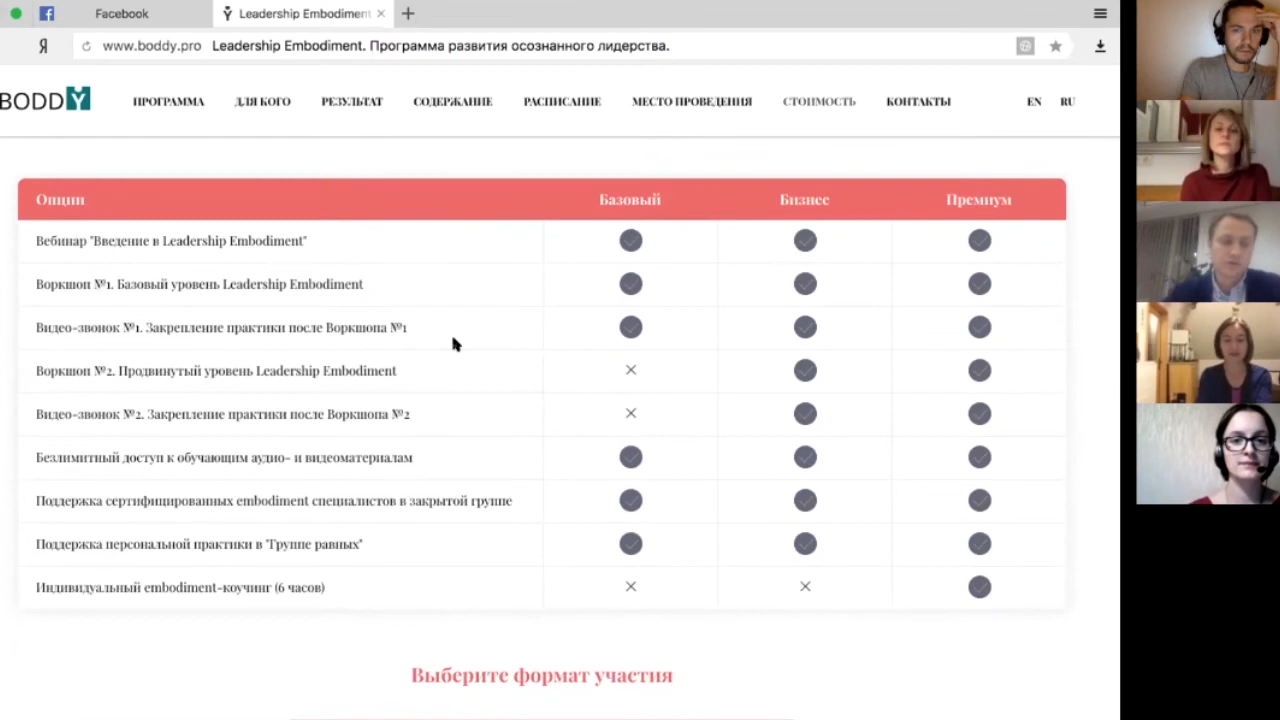 Facebook
Leadership Embodiment
www.boddy.pro Leadership Embodiment. Программа развития осознанного лидерства.
BODDY
ПРОГРАММА ДЛЯ КОГО РЕЗУЛЬТАТ СОДЕРЖАНИЕ РАСПИСАНИЕ МЕСТО ПРОВЕДЕНИЯ СТОИМОСТЬ КОНТАКТЫ EN RU
Опции Базовый Бизнес Премиум
Вебинар "Введение в Leadership Embodiment"
Воркшоп №1. Базовый уровень Leadership Embodiment
Видео-звонок №1. Закрепление практики после Воркшопа №1
Воркшоп №2. Продвинутый уровень Leadership Embodiment
Видео-звонок №2. Закрепление практики после Воркшопа №2
Безлимитный доступ к обучающим аудио- и видеоматериалам
Поддержка сертифицированных embodiment специалистов в закрытой группе
Поддержка персональной практики в "Группе равных"
Индивидуальный embodiment-коучинг (6 часов)
Выберите формат участия